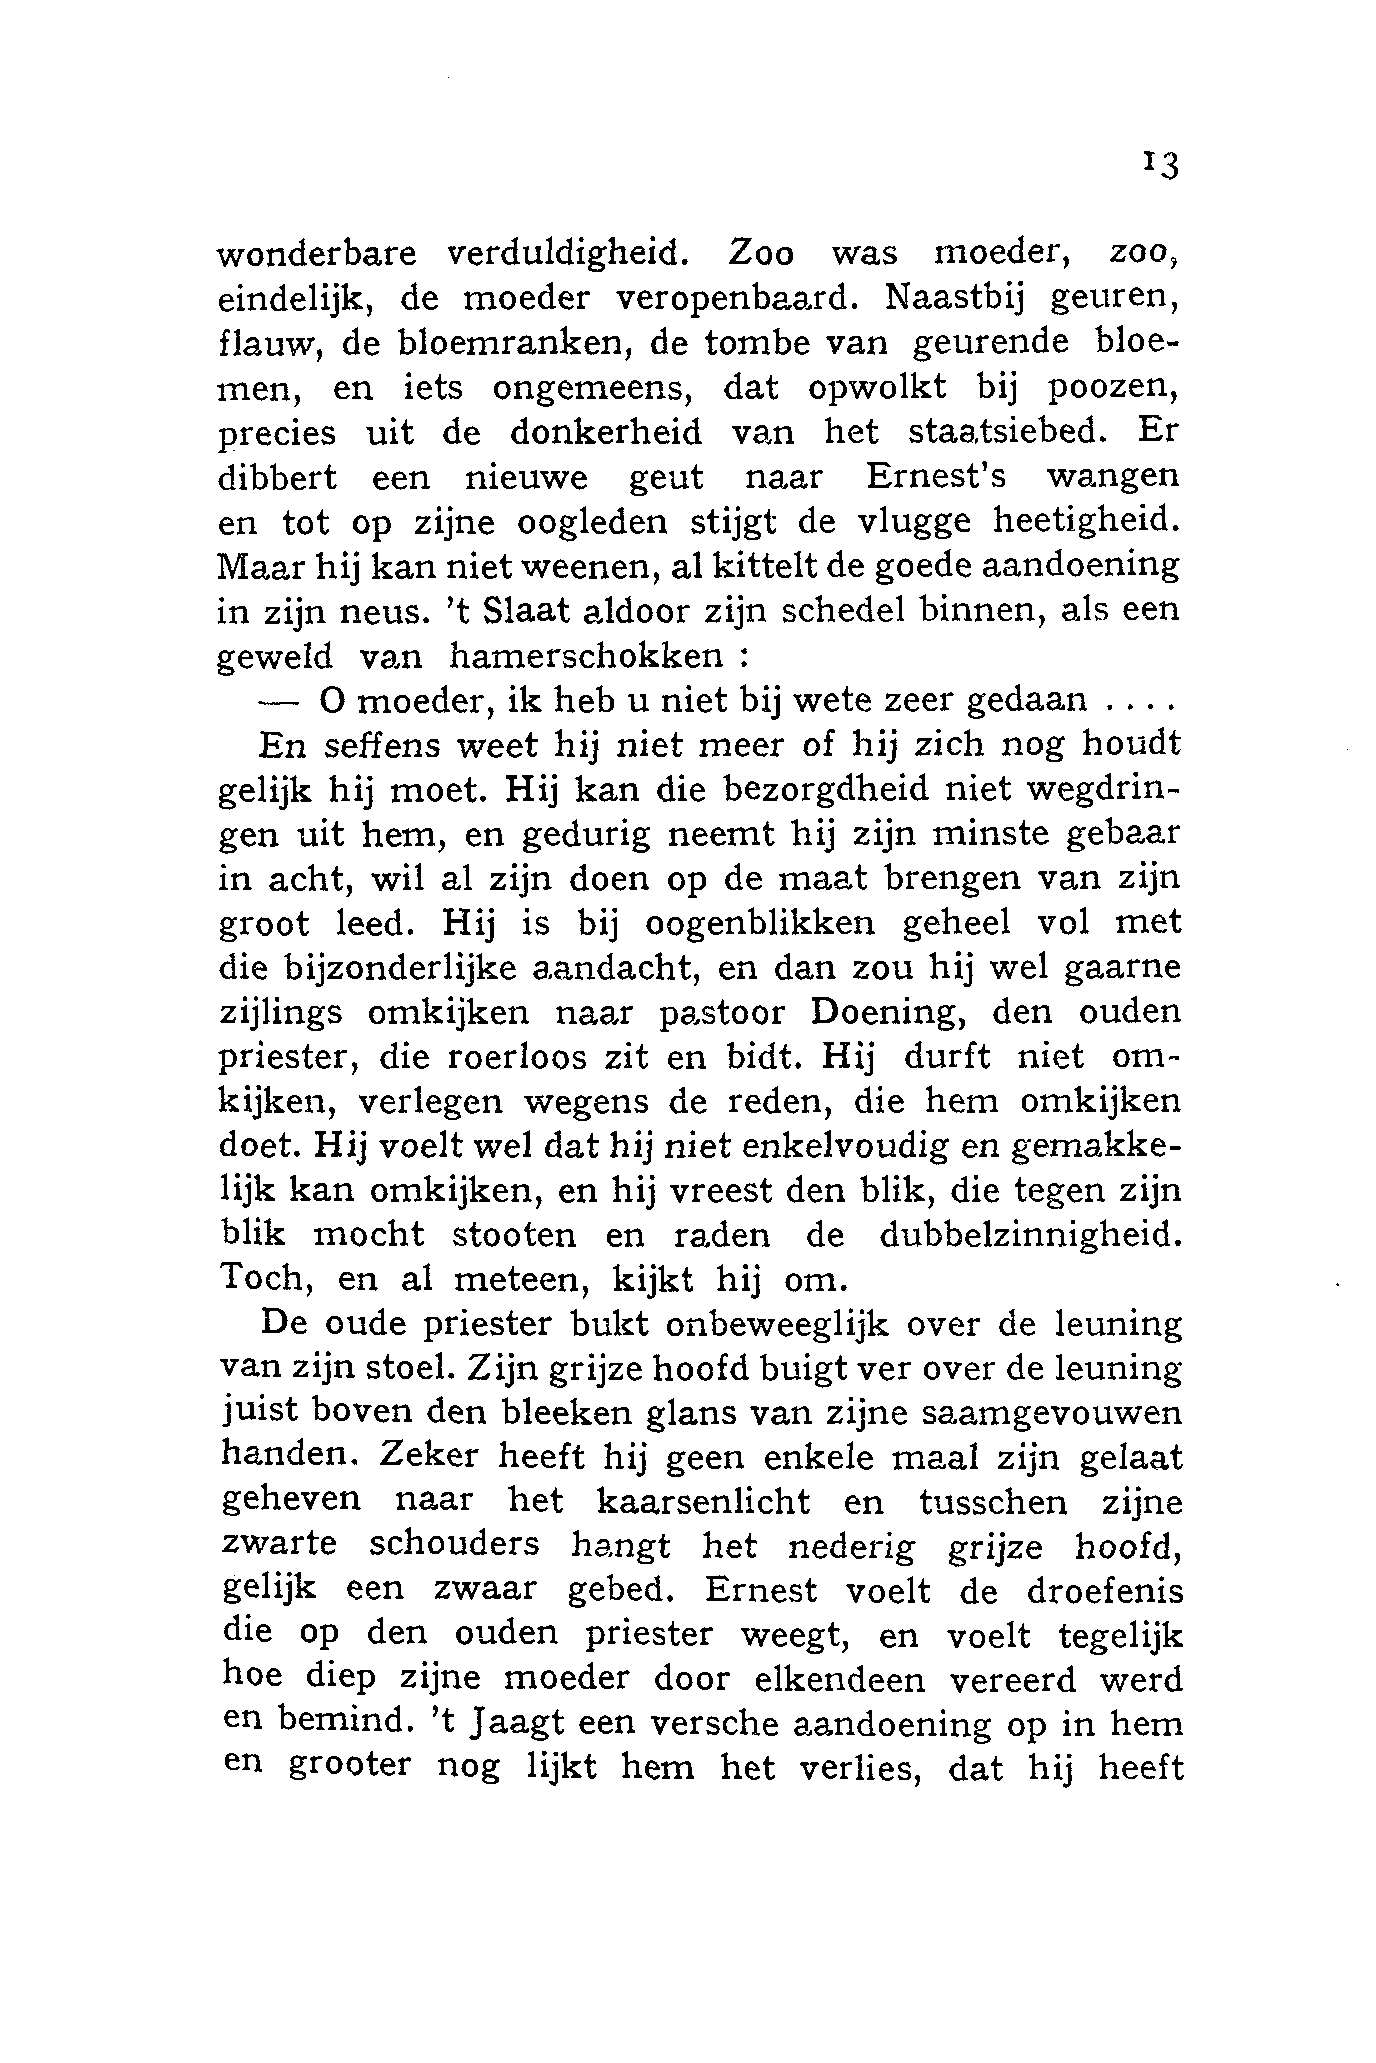 13
wonderbare verduldigheid. Zoo was moeder, zoo,
eindelijk, de moeder veropenbaard. Naastbij geuren,
flauw, de bloemranken, de tombe van geurende bloe-
men, en iets ongemeens, dat opwolkt bij poozen,
precies uit de donkerheid van het staatsiebed. Er
dibbert een nieuwe geut naar Ernest's wangen
en tot op zijne oogleden stijgt de vlugge heetigheid.
Maar hij kan niet weenen, al kittelt de goede aandoening
in zijn neus. 't Slaat aldoor zijn schedel binnen, als een
geweld van hamerschokken :
— O moeder, ik heb u niet bij wete zeer gedaan ....
En seffens weet hij niet meer of hij zich nog houdt
gelijk hij moet. Hij kan die bezorgdheid niet wegdrin-
gen uit hem, en gedurig neemt hij zijn minste gebaar
in acht, wil al zijn doen op de maat brengen van zijn
groot leed. Hij is bij oogenblikken geheel vol met
die bijzonderlijke aandacht, en dan zou hij wel gaarne
zijlings omkijken naar pastoor Doening, den ouden
priester, die roerloos zit en bidt. Hij durft niet om-
kijken, verlegen wegens de reden, die hem omkijken
doet. Hij voelt wel dat hij niet enkelvoudig en gemakke-
lijk kan omkijken, en hij vreest den blik, die tegen zijn
blik mocht stooten en raden de dubbelzinnigheid.
Toch, en al meteen, kijkt hij om.
De oude priester bukt onbeweeglijk over de leuning
van zijn stoel. Zijn grijze hoofd buigt ver over de leuning
juist boven den bleeken glans van zijne saamgevouwen
handen. Zeker heeft hij geen enkele maal zijn gelaat
geheven naar het kaarsenlicht en tusschen zijne
zwarte schouders hangt het nederig grijze hoofd,
gelijk een zwaar gebed. Ernest voelt de droefenis
die op den ouden priester weegt, en voelt tegelijk
hoe diep zijne moeder door elkendeen vereerd werd
en bemind. 't Jaagt een versche aandoening op in hem
en grooter nog lijkt hem het verlies, dat hij heeft